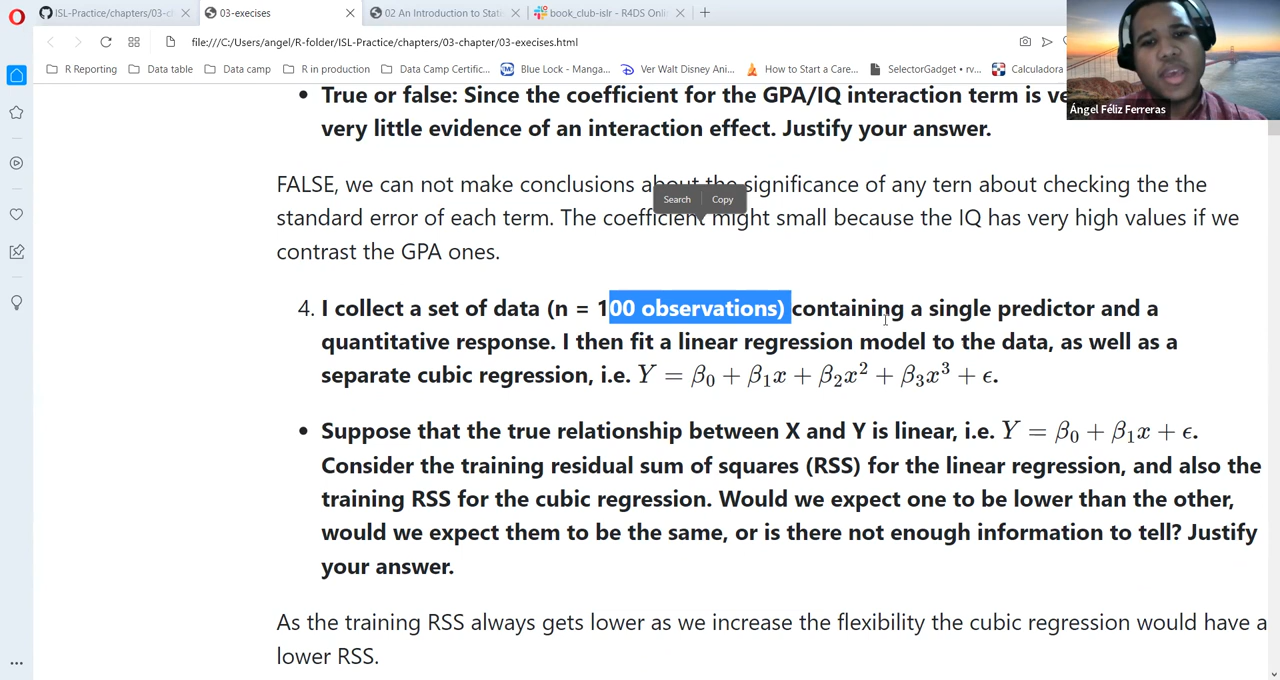 ISL-Practice/chapters/03-cl
03-execises
02 An Introduction to Stati
book_club-islr - R4DS Onli
file:///C:/Users/angel/R-folder/ISL-Practice/chapters/03-chapter/03-execises.html
R Reporting
Data table
Data camp
R in production
Data Camp Certific...
Blue Lock - Manga...
Ver Walt Disney Ani...
How to Start a Care...
SelectorGadget • rv...
Calculadora
Ángel Féliz Ferreras
• True or false: Since the coefficient for the GPA/IQ interaction term is ve
very little evidence of an interaction effect. Justify your answer.
FALSE, we can not make conclusions about the significance of any tern about checking the the
Search Copy
standard error of each term. The coefficient might small because the IQ has very high values if we
contrast the GPA ones.
4. I collect a set of data (n = 100 observations) containing a single predictor and a
quantitative response. I then fit a linear regression model to the data, as well as a
separate cubic regression, i.e. Y = β₀ + β₁x + β₂x² + β₃x³ + ϵ.
• Suppose that the true relationship between X and Y is linear, i.e. Y = β₀ + β₁x + ϵ.
Consider the training residual sum of squares (RSS) for the linear regression, and also the
training RSS for the cubic regression. Would we expect one to be lower than the other,
would we expect them to be the same, or is there not enough information to tell? Justify
your answer.
As the training RSS always gets lower as we increase the flexibility the cubic regression would have a
lower RSS.